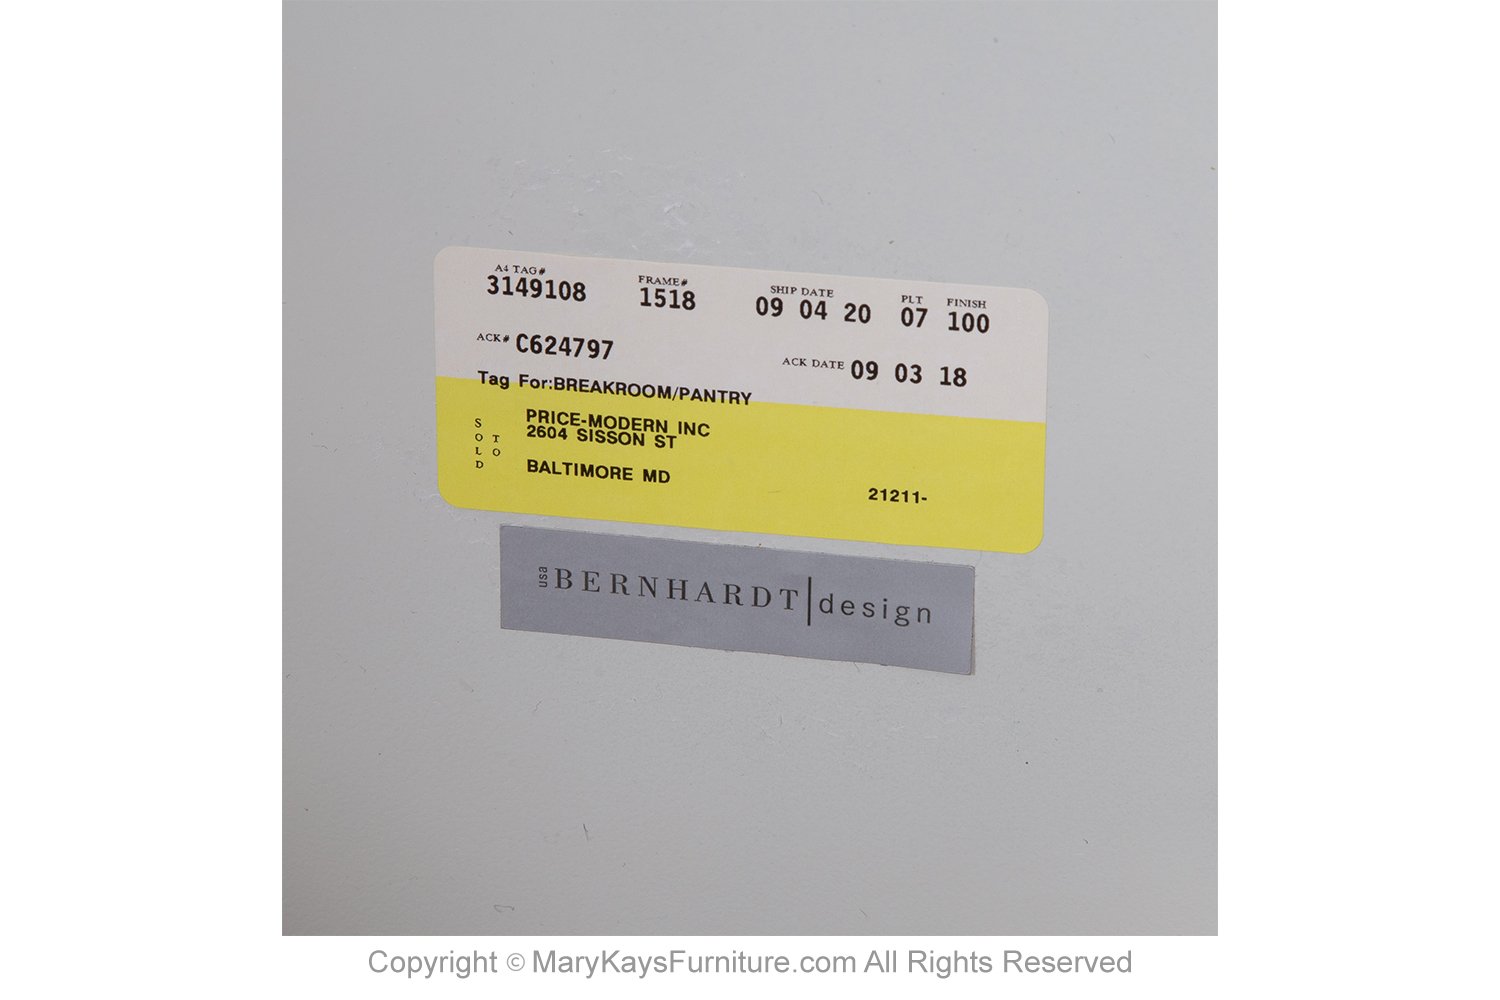 A4 TAG# FRAME# SHIP DATE PLT FINISH
3149108 1518 09 04 20 07 100
ACK# C624797 ACK DATE 09 03 18
Tag For:BREAKROOM/PANTRY
SOLD TO
PRICE-MODERN INC
2604 SISSON ST
BALTIMORE MD 21211-
usa BERNHARDT|design
Copyright © MaryKaysFurniture.com All Rights Reserved